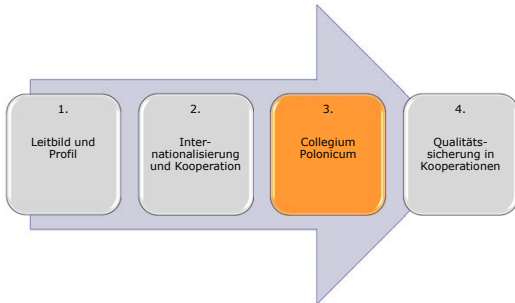 1.
Leitbild und
Profil
2.
Inter-
nationalisierung
und Kooperation
3.
Collegium
Polonicum
4.
Qualitäts-
sicherung in
Kooperationen